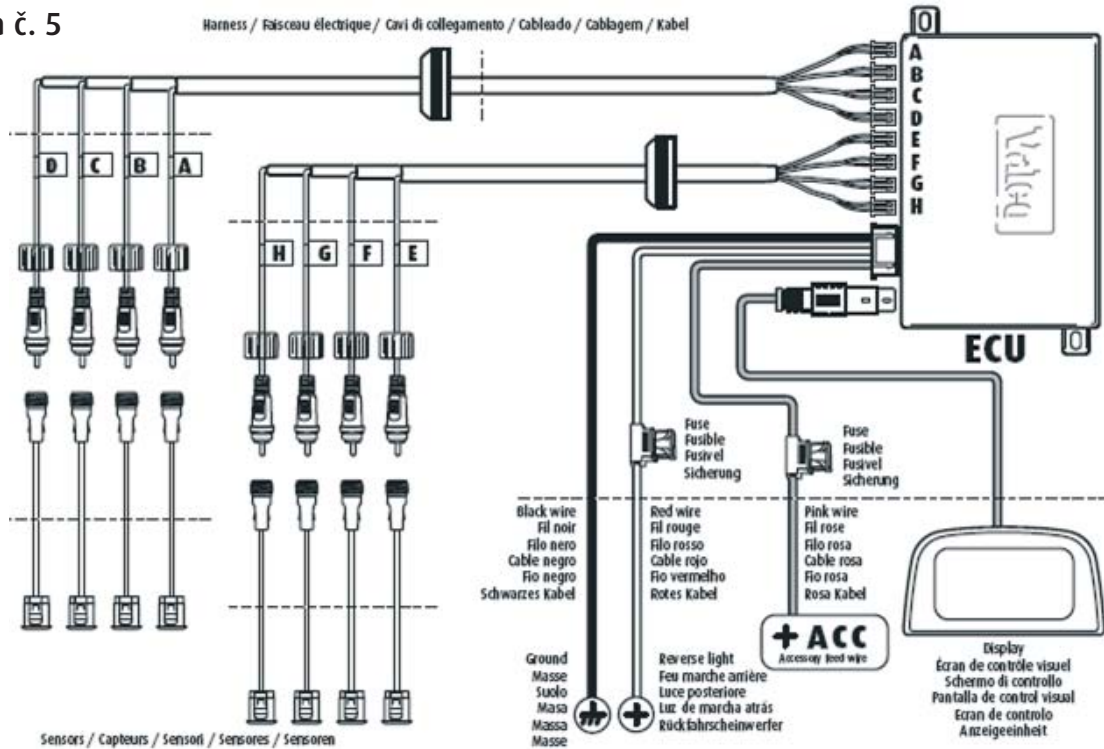 č. 5
Harness / Faisceau électrique / Cavi di collegamento / Cableado / Cablagem / Kabel
A
B
C
D
E
F
G
H
Valeo
ECU
D C B A
H G F E
Fuse
Fusible
Fusivel
Sicherung
Fuse
Fusible
Fusivel
Sicherung
Black wire
Fil noir
Filo nero
Cable negro
Fio negro
Schwarzes Kabel
Red wire
Fil rouge
Filo rosso
Cable rojo
Fio vermelho
Rotes Kabel
Pink wire
Fil rose
Filo rosa
Cable rosa
Fio rosa
Rosa Kabel
+ ACC
Accessory feed wire
Ground
Masse
Suolo
Masa
Massa
Masse
Reverse light
Feu marche arrière
Luce posteriore
Luz de marcha atrás
Rückfahrscheinwerfer
+
Display
Écran de contrôle visuel
Schermo di controllo
Pantalla de control visual
Ecran de controlo
Anzeigeeinheit
Sensors / Capteurs / Sensori / Sensores / Sensoren